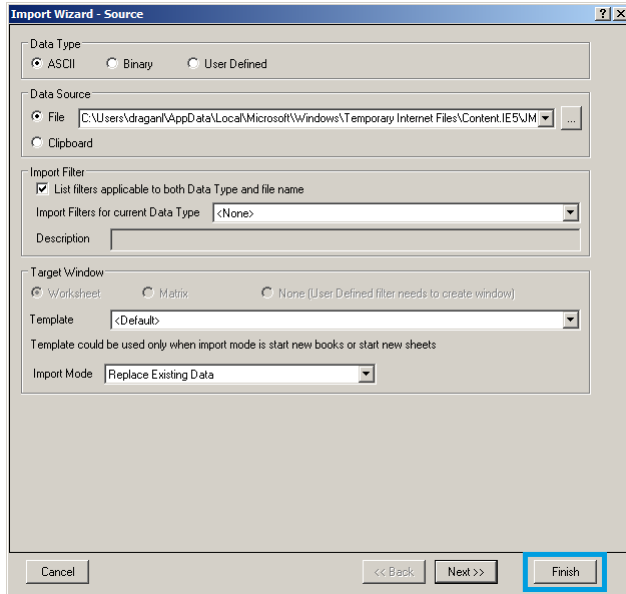 Import Wizard - Source
Data Type
ASCII Binary User Defined
Data Source
File C:\Users\draganl\AppData\Local\Microsoft\Windows\Temporary Internet Files\Content.IE5\JM ...
Clipboard
Import Filter
List filters applicable to both Data Type and file name
Import Filters for current Data Type <None>
Description
Target Window
Worksheet Matrix None (User Defined filter needs to create window)
Template <Default>
Template could be used only when import mode is start new books or start new sheets
Import Mode Replace Existing Data
Cancel << Back Next >> Finish